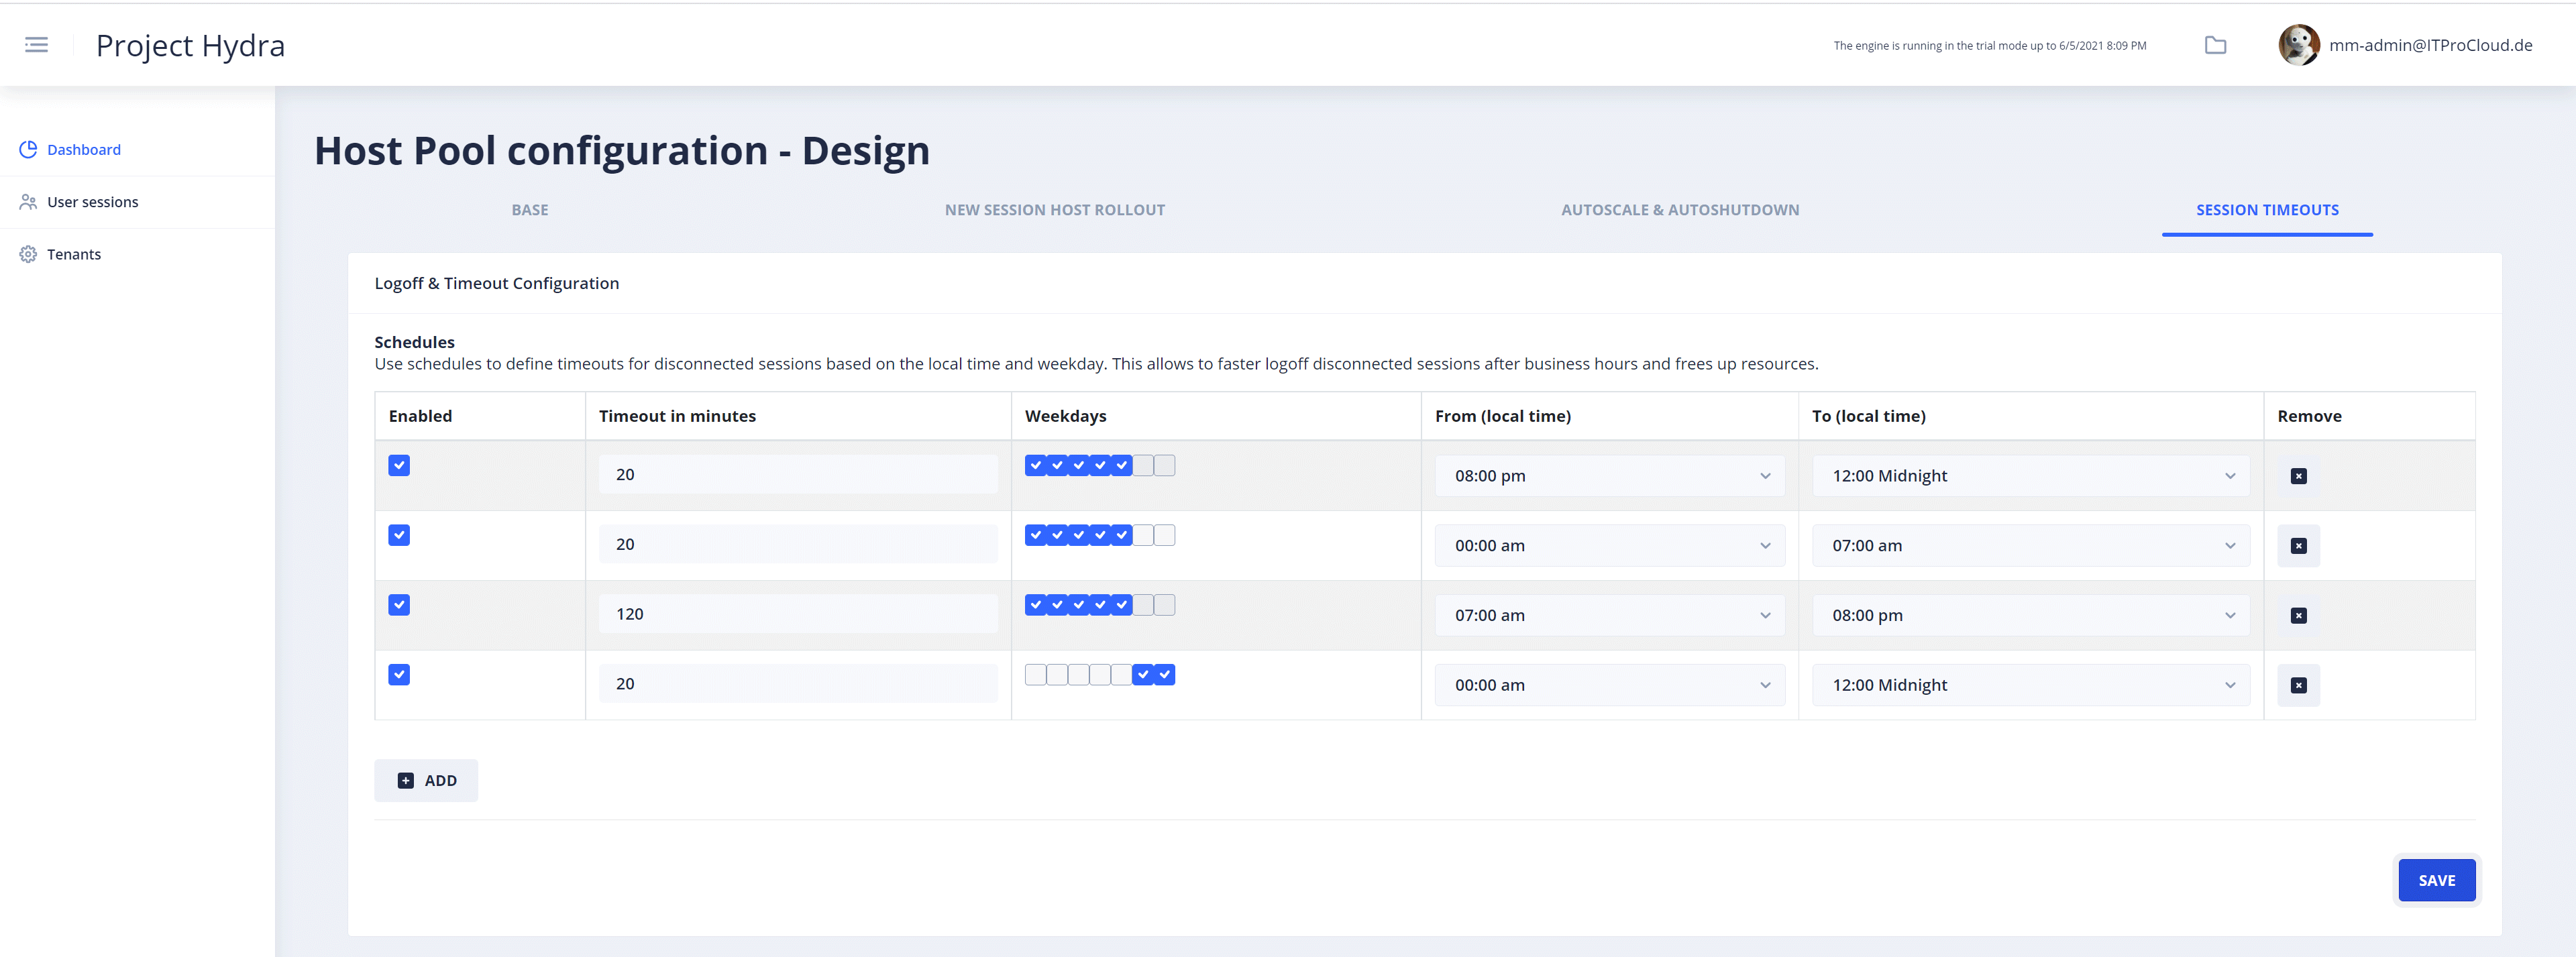 Project Hydra
The engine is running in the trial mode up to 6/5/2021 8:09 PM
mm-admin@ITProCloud.de
Dashboard
User sessions
Tenants
Host Pool configuration - Design
BASE
NEW SESSION HOST ROLLOUT
AUTOSCALE & AUTOSHUTDOWN
SESSION TIMEOUTS
Logoff & Timeout Configuration
Schedules
Use schedules to define timeouts for disconnected sessions based on the local time and weekday. This allows to faster logoff disconnected sessions after business hours and frees up resources.
Enabled Timeout in minutes Weekdays From (local time) To (local time) Remove
20 08:00 pm 12:00 Midnight
20 00:00 am 07:00 am
120 07:00 am 08:00 pm
20 00:00 am 12:00 Midnight
ADD
SAVE